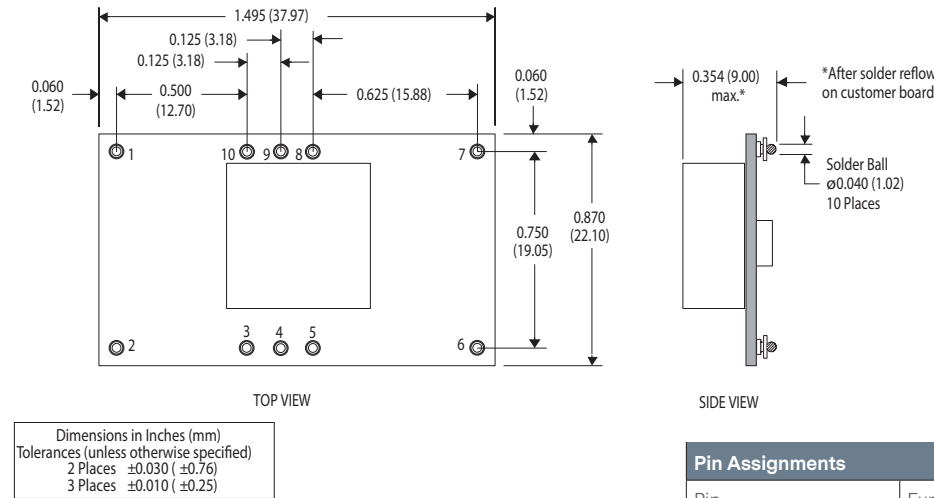 1.495 (37.97)
0.125 (3.18)
0.125 (3.18)
0.060
(1.52)
0.500
(12.70)
0.625 (15.88)
0.060
(1.52)
0.354 (9.00)
max.*
*After solder reflow
on customer board
1
10
9
8
7
Solder Ball
ø0.040 (1.02)
10 Places
0.750
(19.05)
0.870
(22.10)
2
3
4
5
6
TOP VIEW
SIDE VIEW
Dimensions in Inches (mm)
Tolerances (unless otherwise specified)
2 Places ±0.030 ( ±0.76)
3 Places ±0.010 ( ±0.25)
Pin Assignments